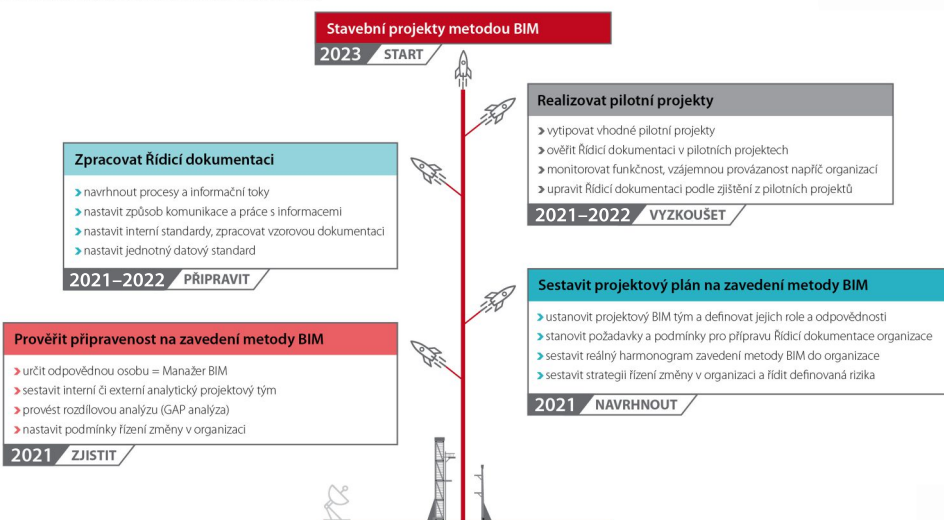 Stavební projekty metodou BIM
2023 START
Realizovat pilotní projekty
vytipovat vhodné pilotní projekty
ověřit Řídicí dokumentaci v pilotních projektech
monitorovat funkčnost, vzájemnou provázanost napříč organizací
upravit Řídicí dokumentaci podle zjištění z pilotních projektů
2021–2022 VYZKOUŠET
Zpracovat Řídicí dokumentaci
navrhnout procesy a informační toky
nastavit způsob komunikace a práce s informacemi
nastavit interní standardy, zpracovat vzorovou dokumentaci
nastavit jednotný datový standard
2021–2022 PŘIPRAVIT
Sestavit projektový plán na zavedení metody BIM
ustanovit projektový BIM tým a definovat jejich role a odpovědnosti
stanovit požadavky a podmínky pro přípravu Řídicí dokumentace organizace
sestavit reálný harmonogram zavedení metody BIM do organizace
sestavit strategii řízení změny v organizaci a řídit definovaná rizika
2021 NAVRHNOUT
Prověřit připravenost na zavedení metody BIM
určit odpovědnou osobu = Manažer BIM
sestavit interní či externí analytický projektový tým
provést rozdílovou analýzu (GAP analýza)
nastavit podmínky řízení změny v organizaci
2021 ZJISTIT